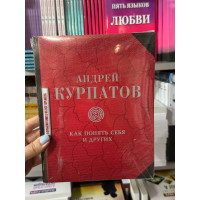 ПЯТЬ ЯЗЫКОВ
ЛЮБВИ
АНДРЕЙ
КУРПАТОВ
КАК ПОНЯТЬ СЕБЯ
И ДРУГИХ